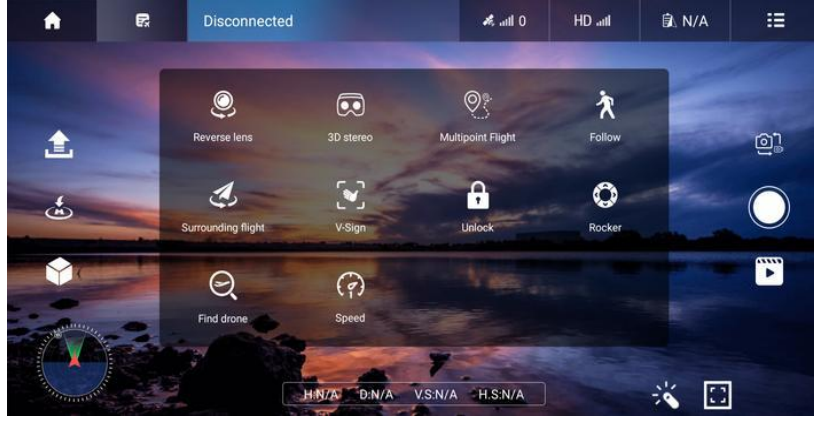 Disconnected 0 HD N/A
Reverse lens 3D stereo Multipoint Flight Follow
Surrounding flight V-Sign Unlock Rocker
Find drone Speed
H:N/A D:N/A V.S:N/A H.S:N/A